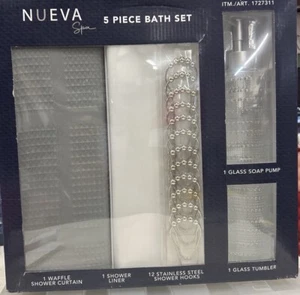 ITM./ART. 1727311
NUEVA
Spa
5 PIECE BATH SET
1 GLASS SOAP PUMP
1 WAFFLE
SHOWER CURTAIN
1 SHOWER
LINER
12 STAINLESS STEEL
SHOWER HOOKS
1 GLASS TUMBLER